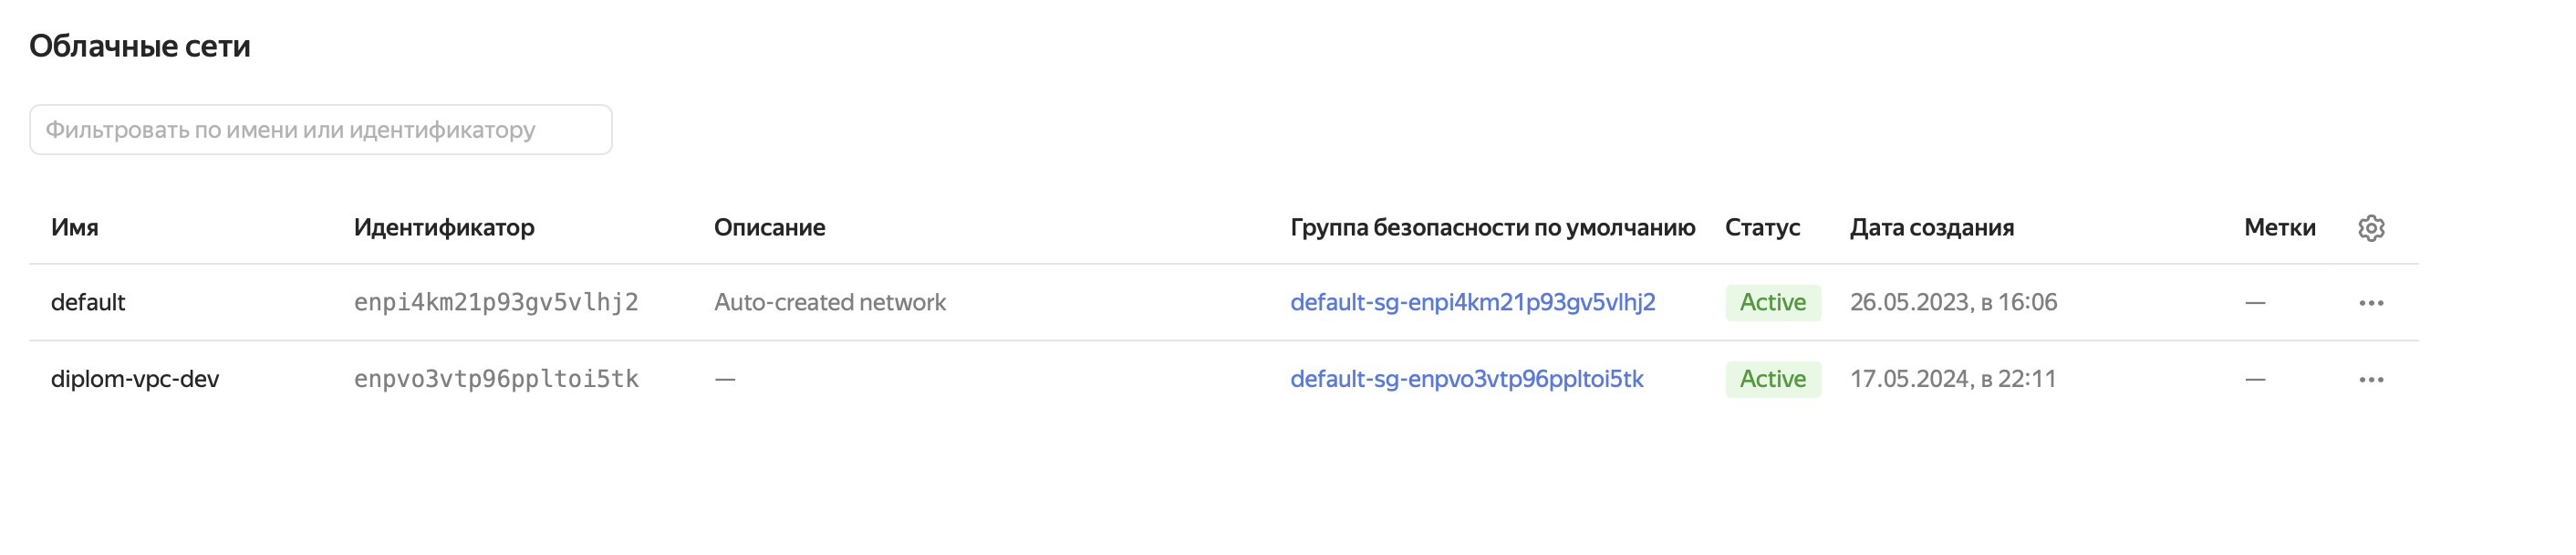 Облачные сети
Фильтровать по имени или идентификатору
Имя Идентификатор Описание Группа безопасности по умолчанию Статус Дата создания Метки
default enpi4km21p93gv5vlhj2 Auto-created network default-sg-enpi4km21p93gv5vlhj2 Active 26.05.2023, в 16:06 —
diplom-vpc-dev enpvo3vtp96ppltoi5tk — default-sg-enpvo3vtp96ppltoi5tk Active 17.05.2024, в 22:11 —